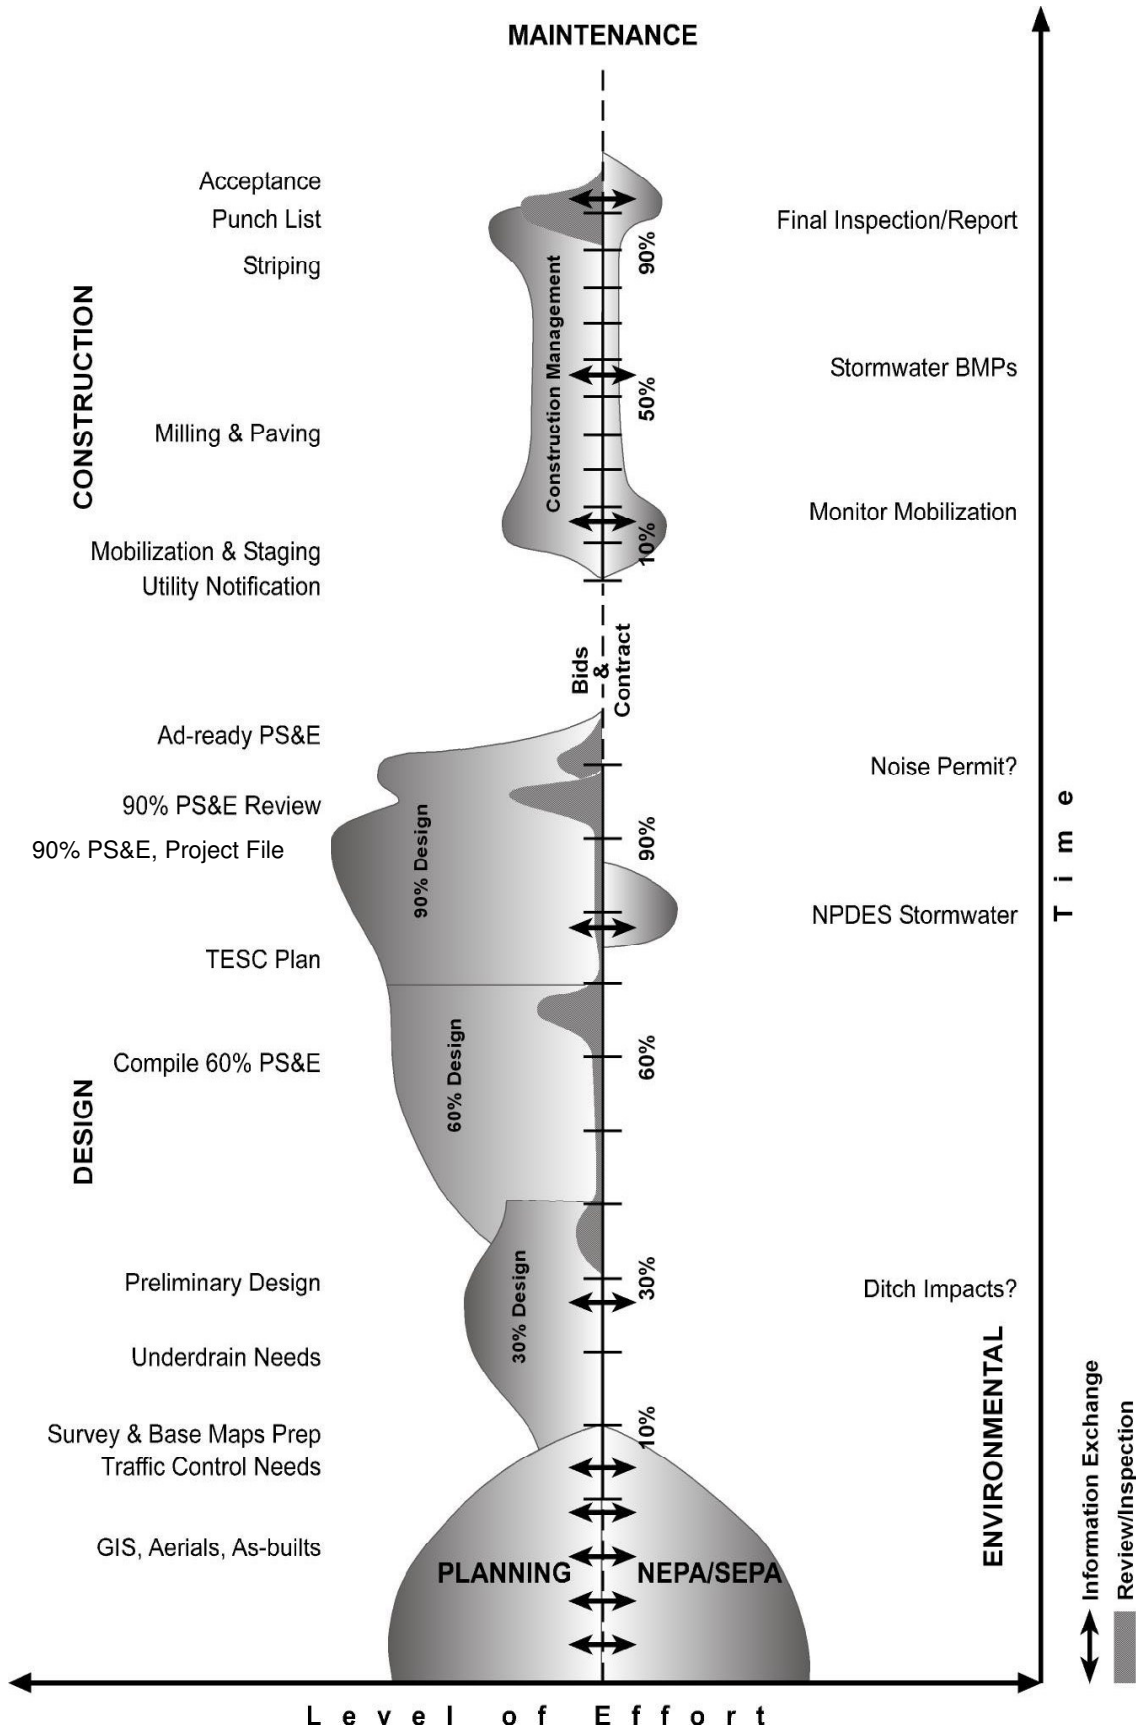 MAINTENANCE
Acceptance
Punch List
Final Inspection/Report
Striping
90%
Construction Management
CONSTRUCTION
Stormwater BMPs
50%
Milling & Paving
Monitor Mobilization
10%
Mobilization & Staging
Utility Notification
Bids
&
Contract
Ad-ready PS&E
Noise Permit?
90% PS&E Review
90% PS&E, Project File
90% Design
90%
Time
NPDES Stormwater
TESC Plan
60% Design
60%
Compile 60% PS&E
DESIGN
Preliminary Design
30% Design
30%
Ditch Impacts?
Underdrain Needs
Survey & Base Maps Prep
10%
Traffic Control Needs
ENVIRONMENTAL
GIS, Aerials, As-builts
PLANNING
NEPA/SEPA
Information Exchange
Review/Inspection
Level of Effort